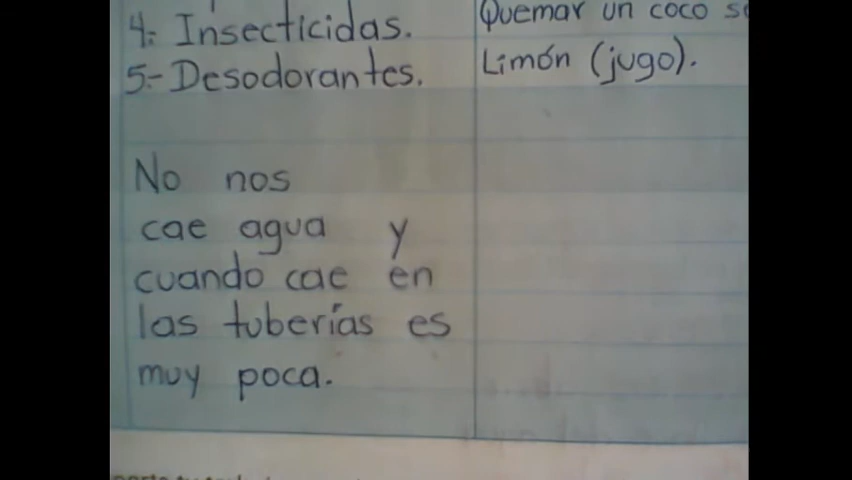 4.- Insecticidas.
5.- Desodorantes.
No nos
cae agua y
cuando cae en
las tuberías es
muy poca.
Quemar un coco
Limón (jugo).